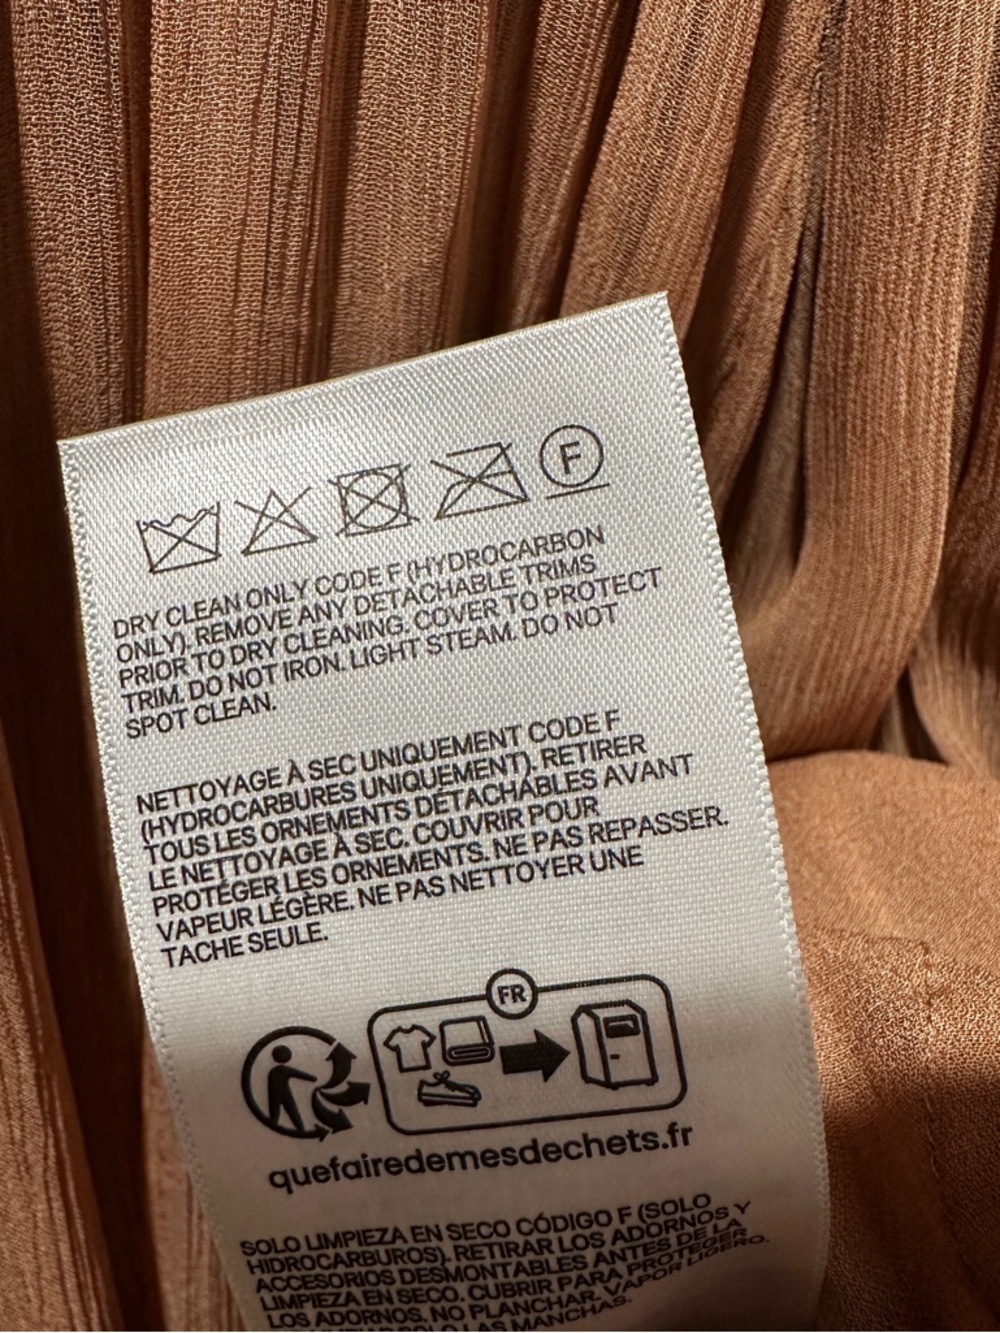 F
DRY CLEAN ONLY CODE F (HYDROCARBON
ONLY). REMOVE ANY DETACHABLE TRIMS
PRIOR TO DRY CLEANING. COVER TO PROTECT
TRIM. DO NOT IRON. LIGHT STEAM. DO NOT
SPOT CLEAN.
NETTOYAGE À SEC UNIQUEMENT CODE F
(HYDROCARBURES UNIQUEMENT). RETIRER
TOUS LES ORNEMENTS DÉTACHABLES AVANT
LE NETTOYAGE À SEC. COUVRIR POUR
PROTÉGER LES ORNEMENTS. NE PAS REPASSER.
VAPEUR LÉGÈRE. NE PAS NETTOYER UNE
TACHE SEULE.
FR
quefairedemesdechets.fr
SOLO LIMPIEZA EN SECO CÓDIGO F (SOLO
HIDROCARBUROS). RETIRAR LOS ADORNOS Y
ACCESORIOS DESMONTABLES ANTES DE LA
LIMPIEZA EN SECO. CUBRIR PARA PROTEGER
LOS ADORNOS. NO PLANCHAR. VAPOR LIGERO.
SOLO LAS MANCHAS.